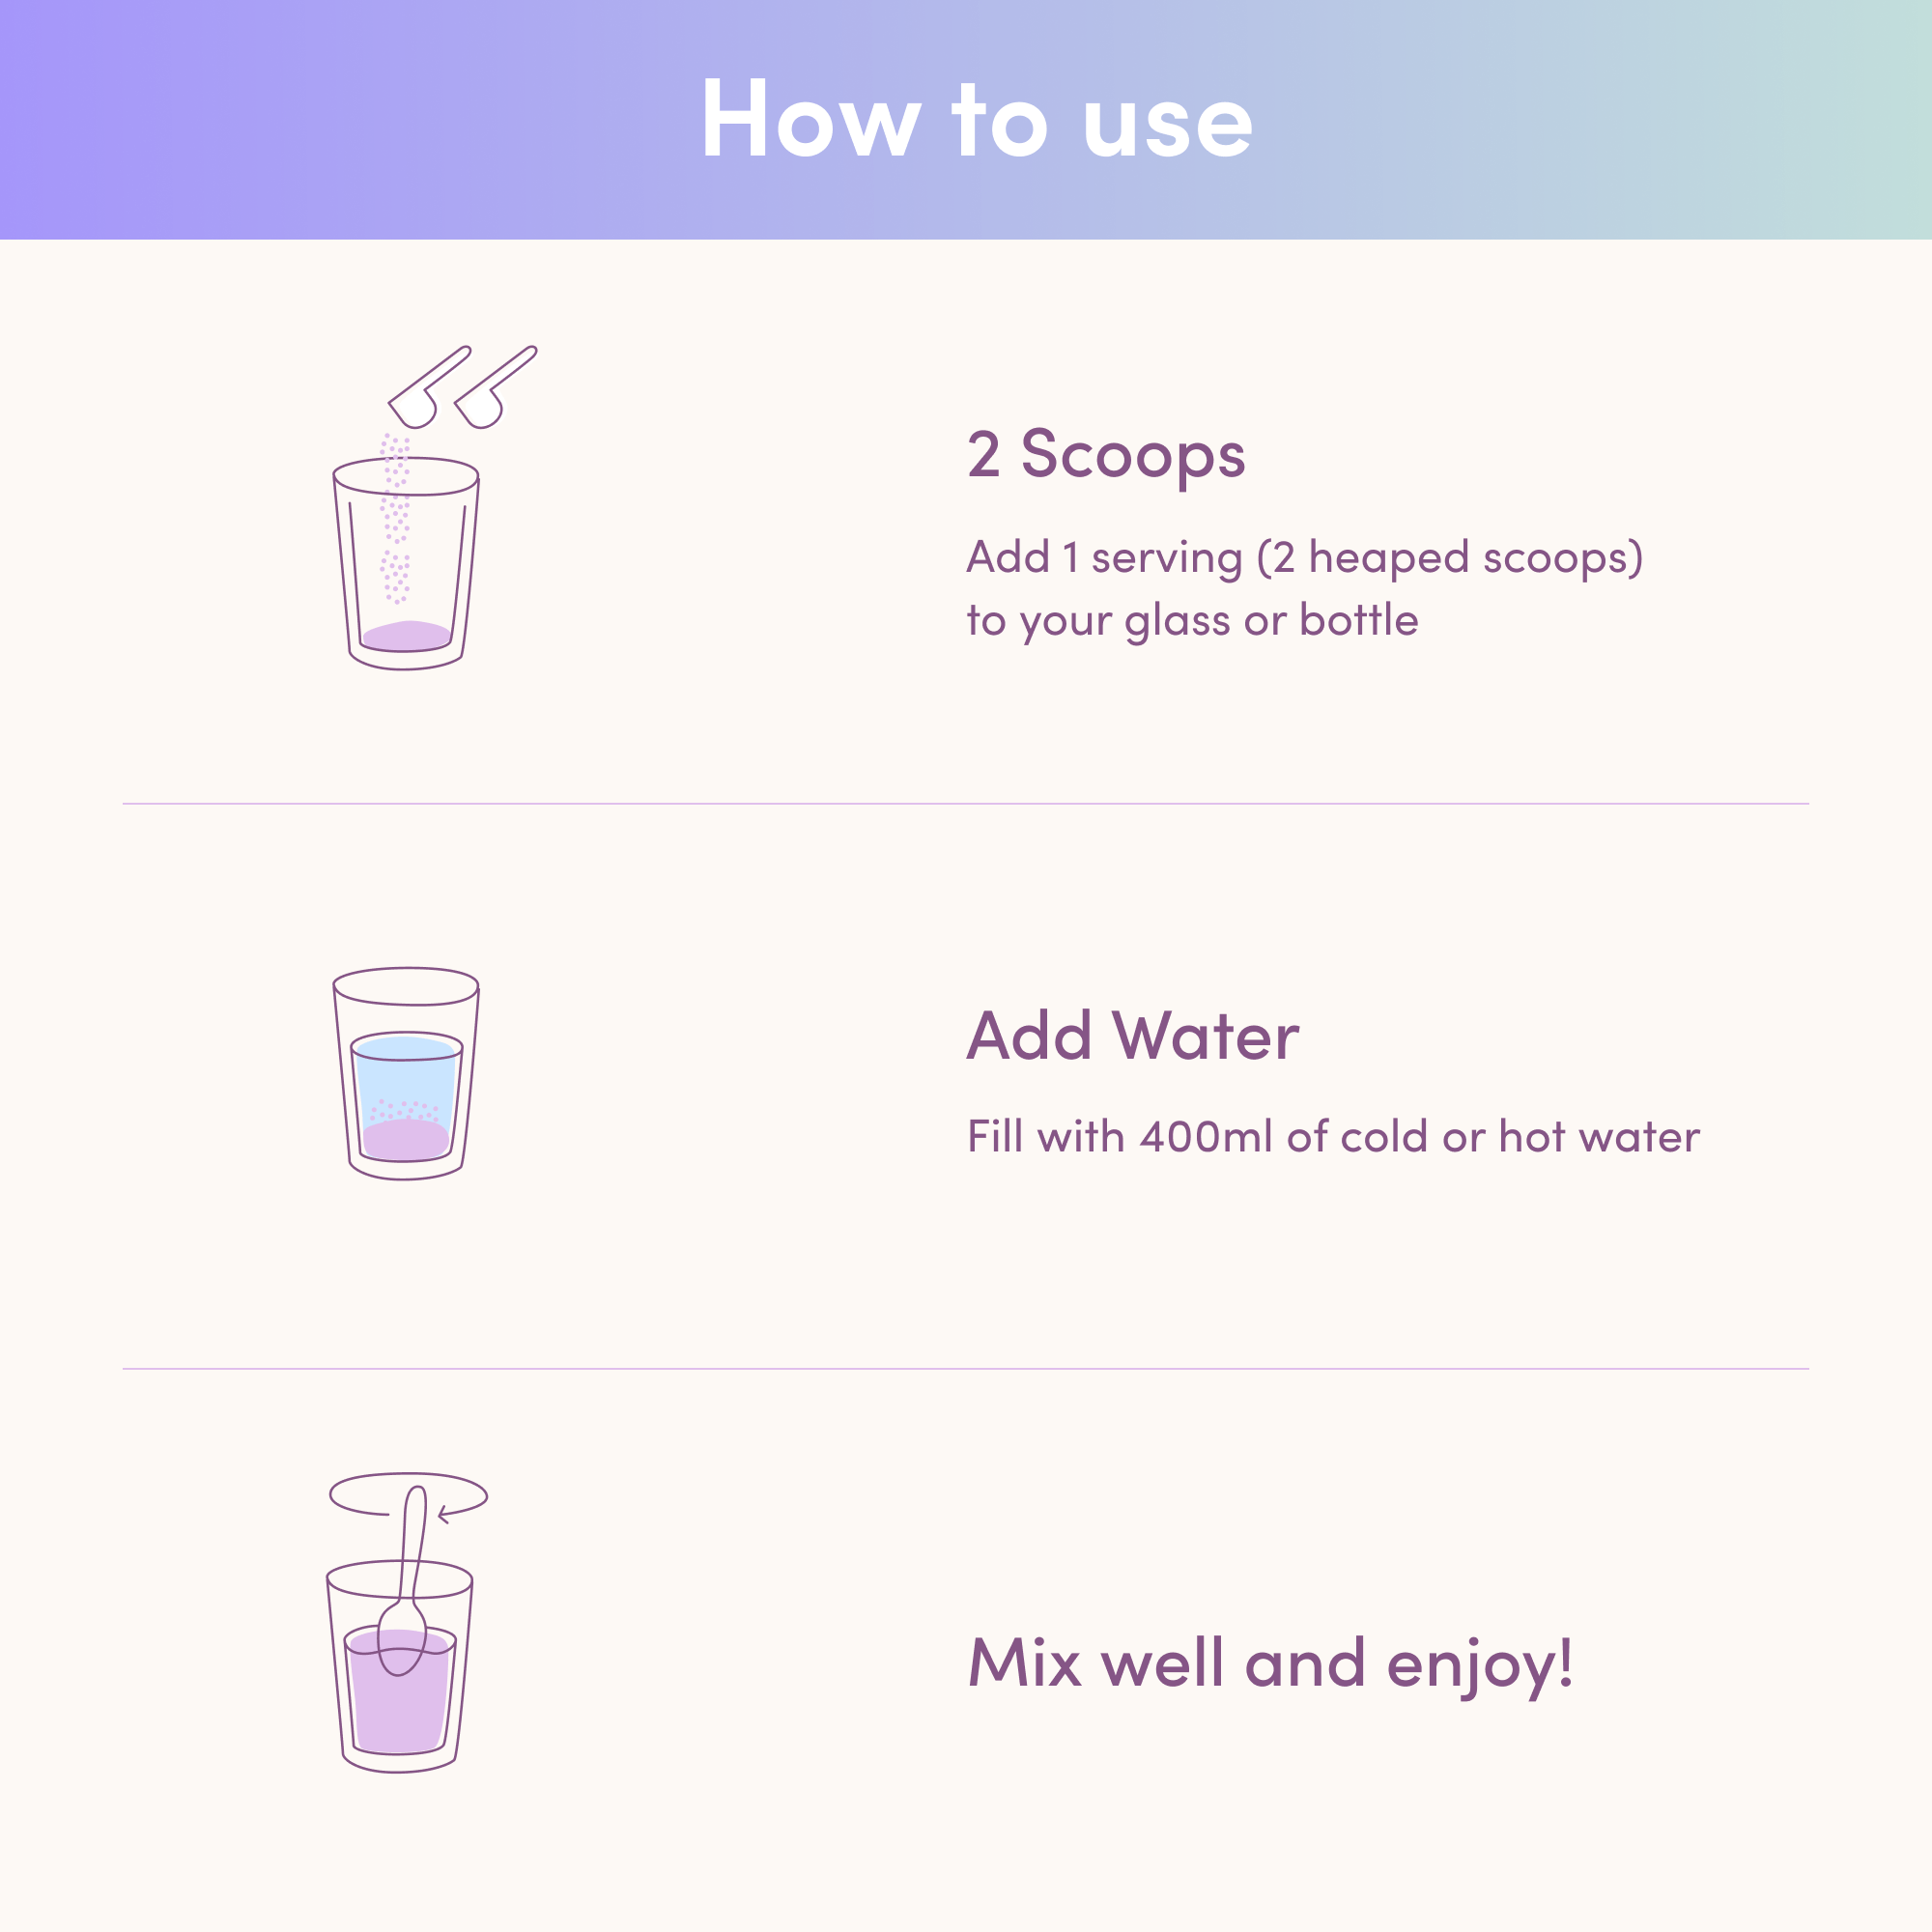 How to use
2 Scoops
Add 1 serving (2 heaped scoops)
to your glass or bottle
Add Water
Fill with 400ml of cold or hot water
Mix well and enjoy!